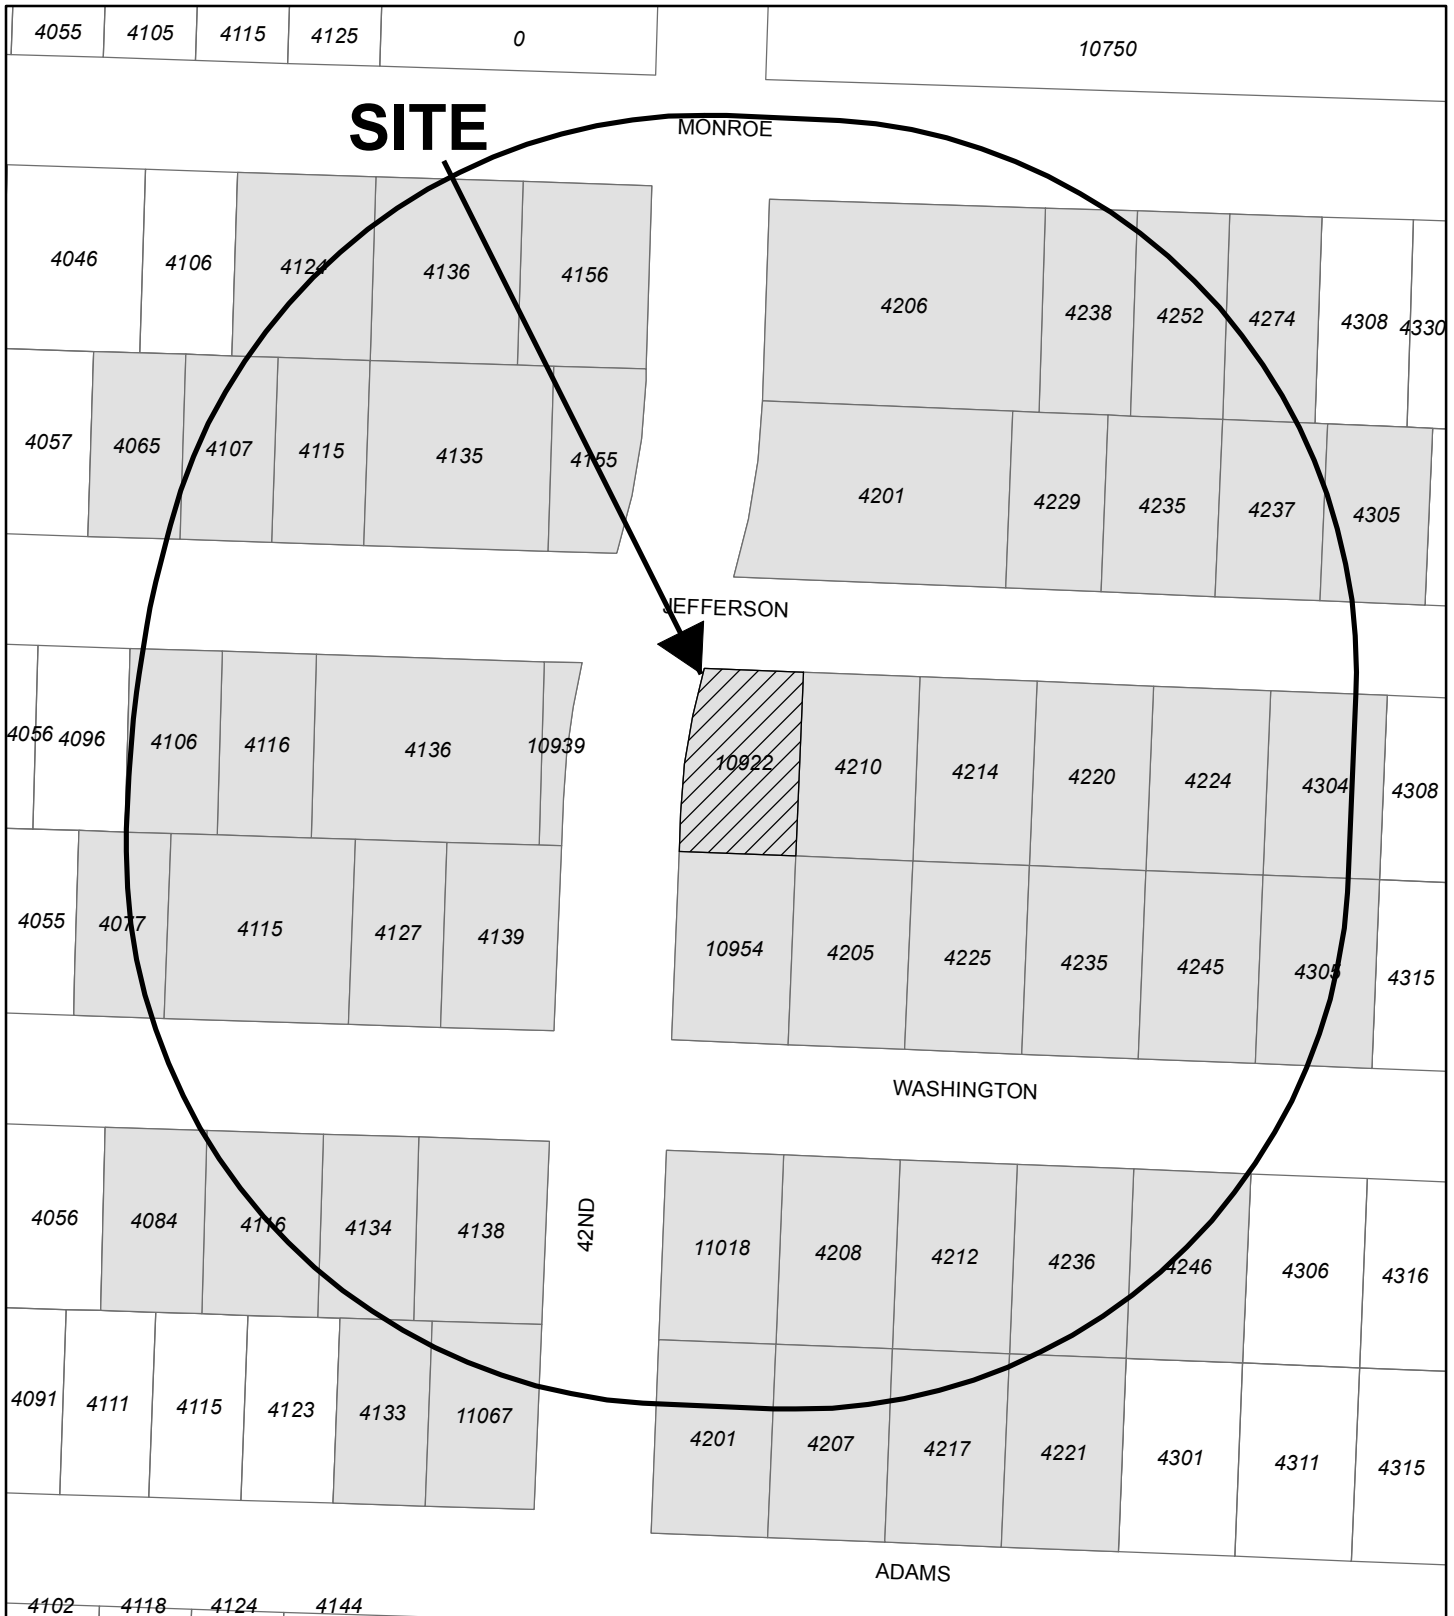 4055 4105 4115 4125 0 10750
SITE
MONROE
4046 4106 4124 4136 4156 4206 4238 4252 4274 4308 4330
4057 4065 4107 4115 4135 4155 4201 4229 4235 4237 4305
JEFFERSON
4056 4096 4106 4116 4136 10939 10922 4210 4214 4220 4224 4304 4308
4055 4077 4115 4127 4139 10954 4205 4225 4235 4245 4305 4315
WASHINGTON
4056 4084 4116 4134 4138 42ND 11018 4208 4212 4236 4246 4306 4316
4091 4111 4115 4123 4133 11067 4201 4207 4217 4221 4301 4311 4315
ADAMS
4102 4118 4124 4144